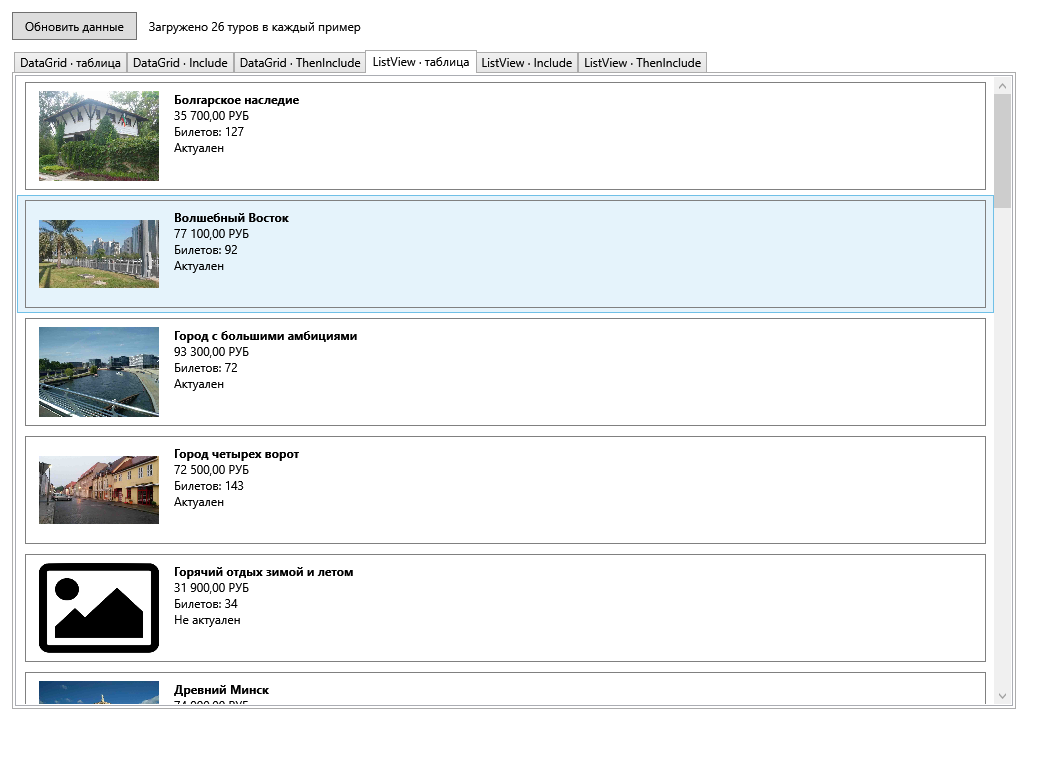 Обновить данные
Загружено 26 туров в каждый пример
DataGrid · таблица
DataGrid · Include
DataGrid · ThenInclude
ListView · таблица
ListView · Include
ListView · ThenInclude
Болгарское наследие
35 700,00 РУБ
Билетов: 127
Актуален
Волшебный Восток
77 100,00 РУБ
Билетов: 92
Актуален
Город с большими амбициями
93 300,00 РУБ
Билетов: 72
Актуален
Город четырех ворот
72 500,00 РУБ
Билетов: 143
Актуален
Горячий отдых зимой и летом
31 900,00 РУБ
Билетов: 34
Не актуален
Древний Минск